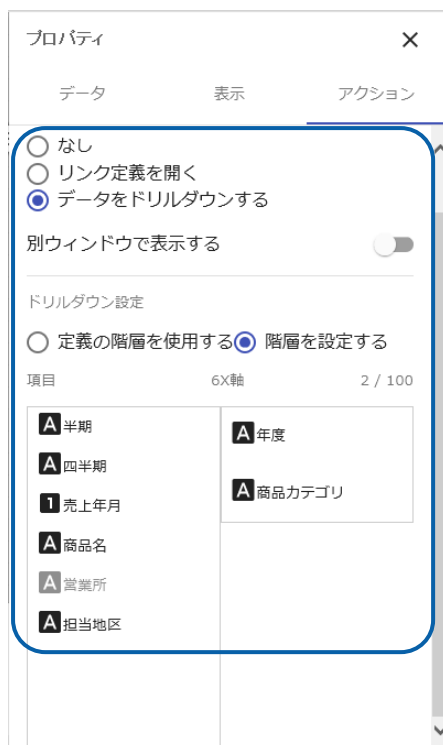 プロパティ
データ 表示 アクション
なし
リンク定義を開く
データをドリルダウンする
別ウィンドウで表示する
ドリルダウン設定
定義の階層を使用する 階層を設定する
項目 6X軸 2 / 100
A 半期
A 四半期
1 売上年月
A 商品名
A 営業所
A 担当地区
A 年度
A 商品カテゴリ